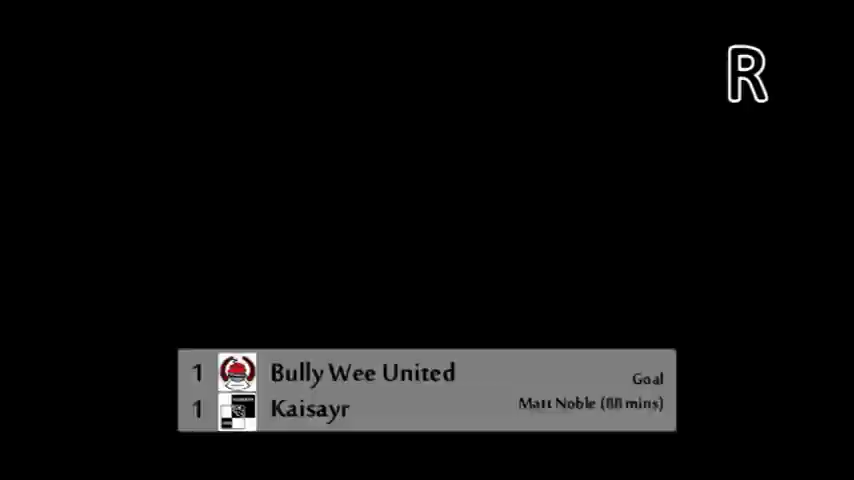 R
1 Bully Wee United
1 Kaisayr
Goal
Matt Noble (88 mins)